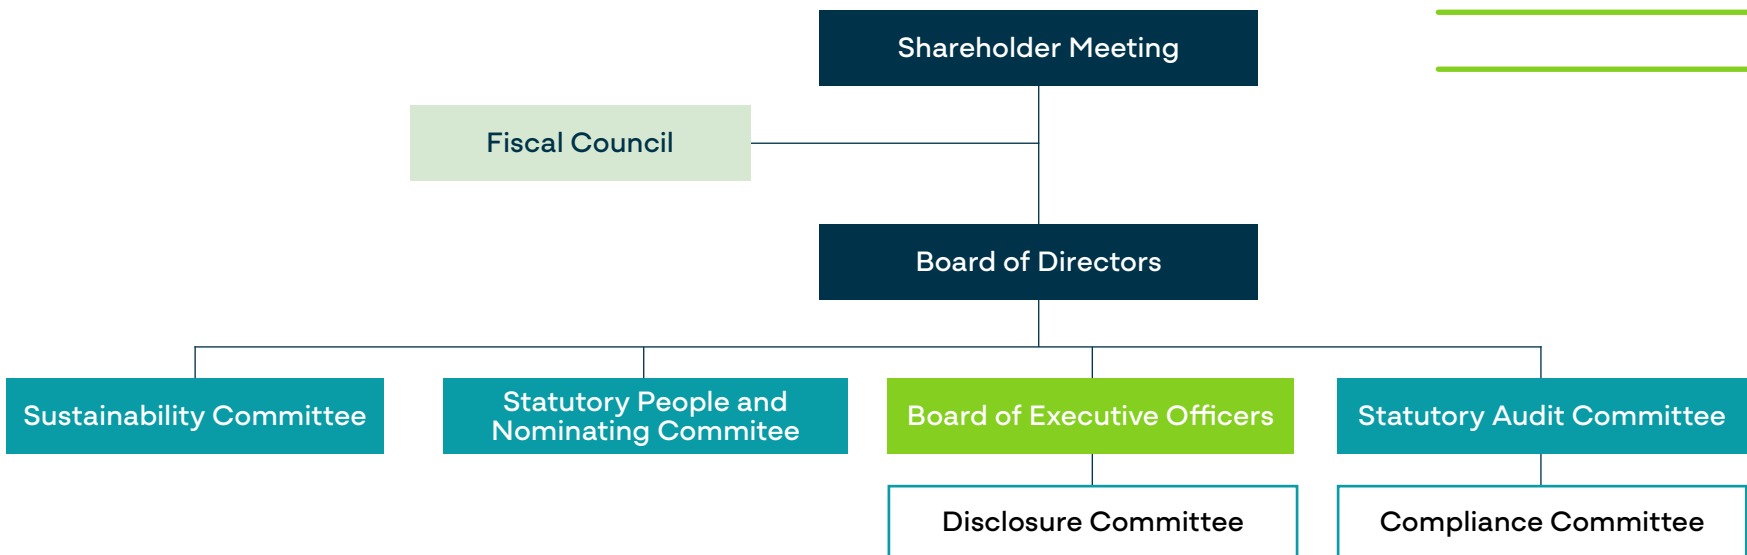 Shareholder Meeting
Fiscal Council
Board of Directors
Sustainability Committee
Statutory People and
Nominating Commitee
Board of Executive Officers
Statutory Audit Committee
Disclosure Committee
Compliance Committee